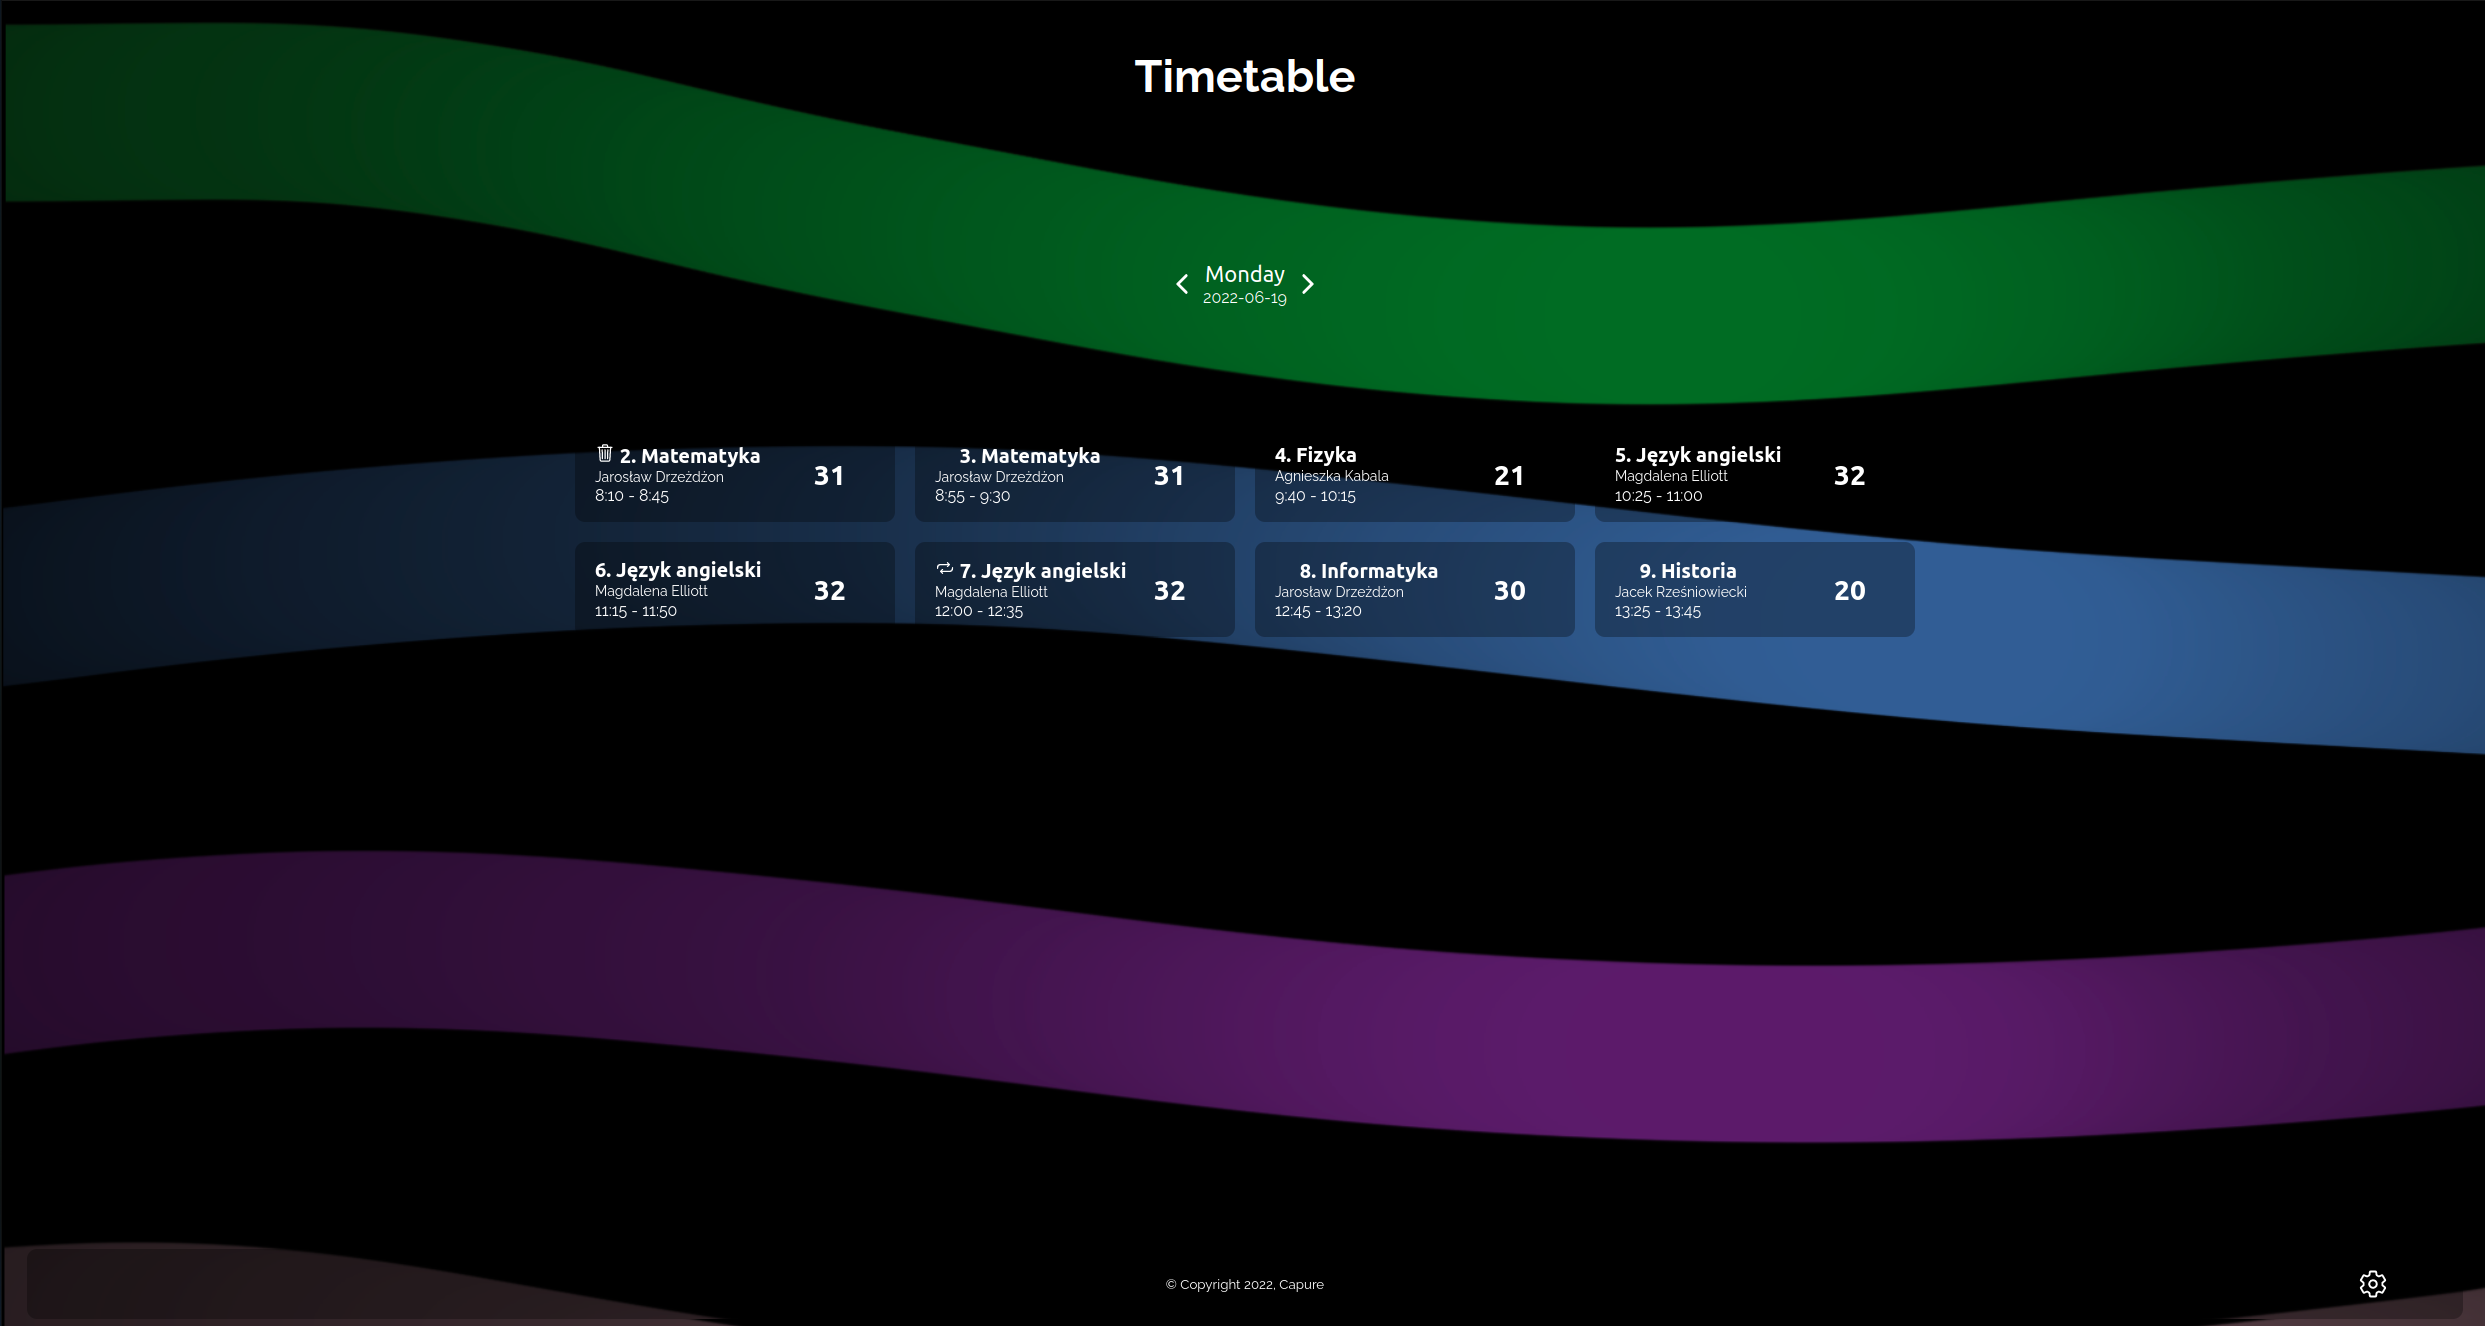 Timetable
Monday
2022-06-19
2. Matematyka
Jarosław Drzeżdżon
8:10 - 8:45
31
3. Matematyka
Jarosław Drzeżdżon
8:55 - 9:30
31
4. Fizyka
Agnieszka Kabala
9:40 - 10:15
21
5. Język angielski
Magdalena Elliott
10:25 - 11:00
32
6. Język angielski
Magdalena Elliott
11:15 - 11:50
32
7. Język angielski
Magdalena Elliott
12:00 - 12:35
32
8. Informatyka
Jarosław Drzeżdżon
12:45 - 13:20
30
9. Historia
Jacek Rześniowiecki
13:25 - 13:45
20
© Copyright 2022, Capure